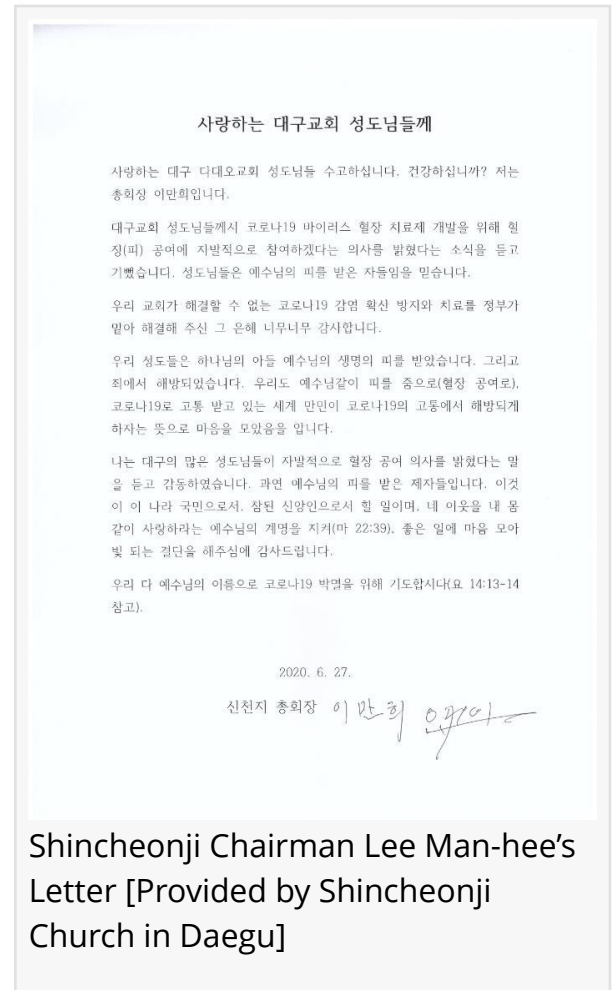 사랑하는 대구교회 성도님들께
사랑하는 대구 다대오교회 성도님들 수고하십니다. 건강하십니까? 저는
총회장 이만희입니다.
대구교회 성도님들께서 코로나19 바이러스 혈장 치료제 개발을 위해 혈
장(피) 공여에 자발적으로 참여하겠다는 의사를 밝혔다는 소식을 듣고
기뻤습니다. 성도님들은 예수님의 피를 받은 자들임을 믿습니다.
우리 교회가 해결할 수 없는 코로나19 감염 확산 방지와 치료를 정부가
맡아 해결해 주신 그 은혜 너무너무 감사합니다.
우리 성도들은 하나님의 아들 예수님의 생명의 피를 받았습니다. 그리고
죄에서 해방되었습니다. 우리도 예수님같이 피를 줌으로(혈장 공여로),
코로나19로 고통 받고 있는 세계 만민이 코로나19의 고통에서 해방되게
하자는 뜻으로 마음을 모았음을 압니다.
나는 대구의 많은 성도님들이 자발적으로 혈장 공여 의사를 밝혔다는 말
을 듣고 감동하였습니다. 과연 예수님의 피를 받은 제자들입니다. 이것
이 이 나라 국민으로서, 참된 신앙인으로서 할 일이며, 네 이웃을 내 몸
같이 사랑하라는 예수님의 계명을 지켜(마 22:39), 좋은 일에 마음 모아
빛 되는 결단을 해주심에 감사드립니다.
우리 다 예수님의 이름으로 코로나19 박멸을 위해 기도합시다(요 14:13-14
참고).
2020. 6. 27.
신천지 총회장 이만희
Shincheonji Chairman Lee Man-hee’s
Letter [Provided by Shincheonji
Church in Daegu]